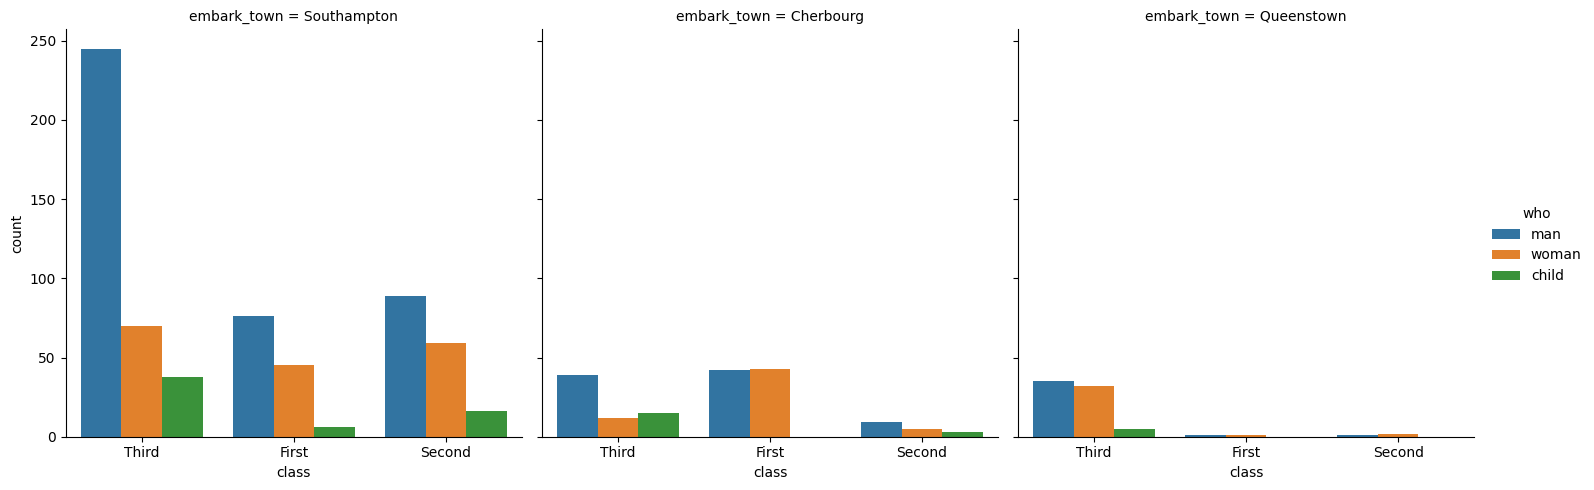 embark_town = Southampton
embark_town = Cherbourg
embark_town = Queenstown
250
200
150
100
50
0
count
Third First Second
class
Third First Second
class
Third First Second
class
who
man
woman
child